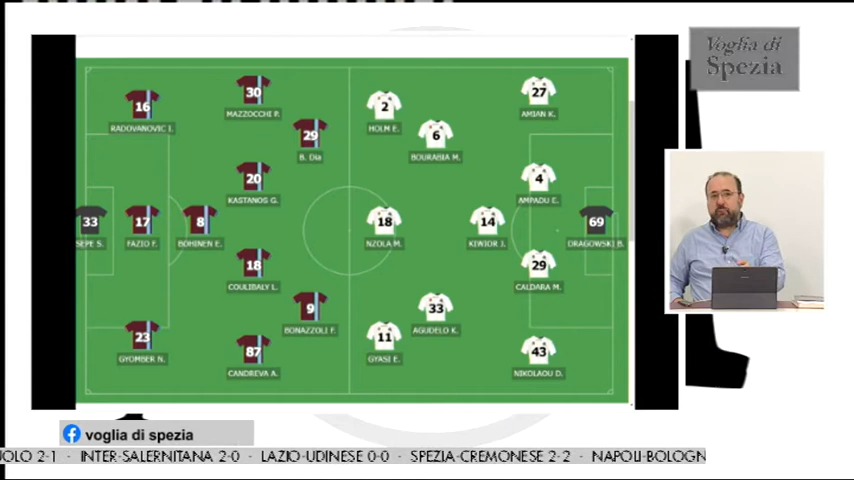 Voglia di
Spezia
16
RADOVANOVIC I.
30
MAZZOCCHI P.
29
B. Dia
20
KASTANOS G.
33
SEPE S.
17
FAZIO F.
8
BOHINEN E.
18
COULIBALY L.
9
BONAZZOLI F.
23
GYOMBER N.
87
CANDREVA A.
2
HOLM E.
6
BOURABIA M.
27
AMIAN K.
4
AMPADU E.
18
NZOLA M.
14
KIWIOR J.
69
DRAGOWSKI B.
29
CALDARA M.
33
AGUDELO K.
11
GYASI E.
43
NIKOLAOU D.
voglia di spezia
UOLO 2-1 - INTER-SALERNITANA 2-0 - LAZIO-UDINESE 0-0 - SPEZIA-CREMONESE 2-2 - NAPOLI-BOLOGN